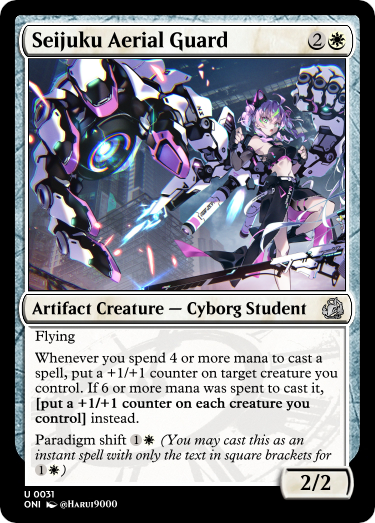 Seijuku Aerial Guard 2
Artifact Creature — Cyborg Student
Flying
Whenever you spend 4 or more mana to cast a
spell, put a +1/+1 counter on target creature you
control. If 6 or more mana was spent to cast it,
[put a +1/+1 counter on each creature you
control] instead.
Paradigm shift 1 (You may cast this as an
instant spell with only the text in square brackets for
1)
2/2
U 0031
ONI @Haru19000